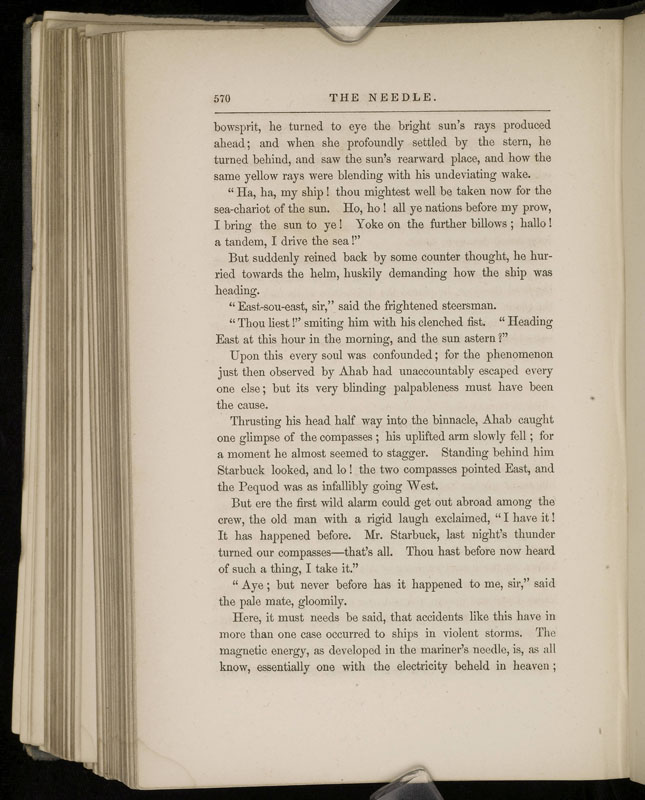 570 THE NEEDLE.
bowsprit, he turned to eye the bright sun's rays produced
ahead; and when she profoundly settled by the stern, he
turned behind, and saw the sun's rearward place, and how the
same yellow rays were blending with his undeviating wake.
"Ha, ha, my ship! thou mightest well be taken now for the
sea-chariot of the sun. Ho, ho! all ye nations before my prow,
I bring the sun to ye! Yoke on the further billows; hallo!
a tandem, I drive the sea!"
But suddenly reined back by some counter thought, he hur-
ried towards the helm, huskily demanding how the ship was
heading.
"East-sou-east, sir," said the frightened steersman.
"Thou liest!" smiting him with his clenched fist. "Heading
East at this hour in the morning, and the sun astern?"
Upon this every soul was confounded; for the phenomenon
just then observed by Ahab had unaccountably escaped every
one else; but its very blinding palpableness must have been
the cause.
Thrusting his head half way into the binnacle, Ahab caught
one glimpse of the compasses; his uplifted arm slowly fell; for
a moment he almost seemed to stagger. Standing behind him
Starbuck looked, and lo! the two compasses pointed East, and
the Pequod was as infallibly going West.
But ere the first wild alarm could get out abroad among the
crew, the old man with a rigid laugh exclaimed, "I have it!
It has happened before. Mr. Starbuck, last night's thunder
turned our compasses—that's all. Thou hast before now heard
of such a thing, I take it."
"Aye; but never before has it happened to me, sir," said
the pale mate, gloomily.
Here, it must needs be said, that accidents like this have in
more than one case occurred to ships in violent storms. The
magnetic energy, as developed in the mariner's needle, is, as all
know, essentially one with the electricity beheld in heaven;